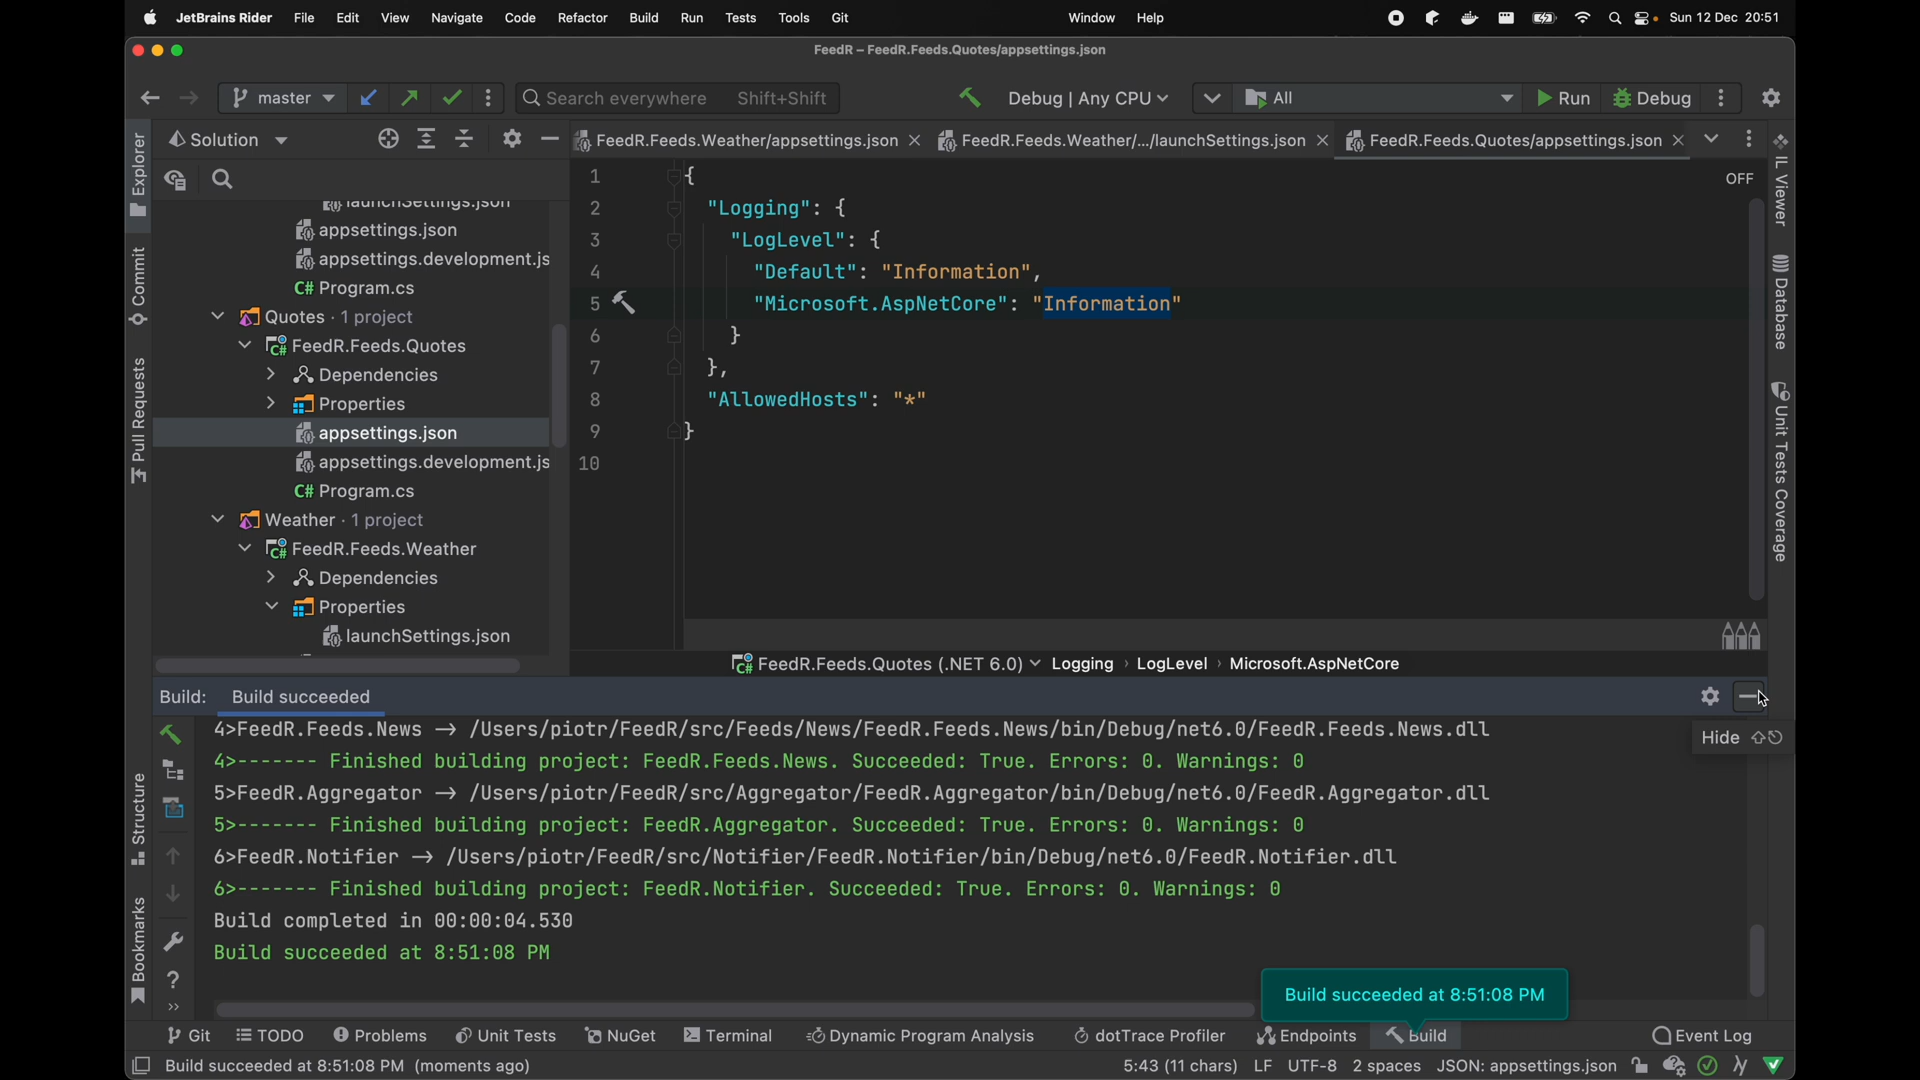 JetBrains Rider File Edit View Navigate Code Refactor Build Run Tests Tools Git Window Help Sun 12 Dec 20:51
FeedR – FeedR.Feeds.Quotes/appsettings.json
master Search everywhere Shift+Shift Debug | Any CPU All Run Debug
Solution FeedR.Feeds.Weather/appsettings.json FeedR.Feeds.Weather/.../launchSettings.json FeedR.Feeds.Quotes/appsettings.json
Explorer
Commit
Pull Requests
Structure
Bookmarks
launchSettings.json
appsettings.json
appsettings.development.js
C# Program.cs
Quotes · 1 project
FeedR.Feeds.Quotes
Dependencies
Properties
appsettings.json
appsettings.development.js
C# Program.cs
Weather · 1 project
FeedR.Feeds.Weather
Dependencies
Properties
launchSettings.json
OFF
1 {
2 "Logging": {
3 "LogLevel": {
4 "Default": "Information",
5 "Microsoft.AspNetCore": "Information"
6 }
7 },
8 "AllowedHosts": "*"
9 }
10
FeedR.Feeds.Quotes (.NET 6.0) Logging › LogLevel › Microsoft.AspNetCore
IL Viewer
Database
Unit Tests Coverage
Build: Build succeeded
Hide
4>FeedR.Feeds.News -> /Users/piotr/FeedR/src/Feeds/News/FeedR.Feeds.News/bin/Debug/net6.0/FeedR.Feeds.News.dll
4>------- Finished building project: FeedR.Feeds.News. Succeeded: True. Errors: 0. Warnings: 0
5>FeedR.Aggregator -> /Users/piotr/FeedR/src/Aggregator/FeedR.Aggregator/bin/Debug/net6.0/FeedR.Aggregator.dll
5>------- Finished building project: FeedR.Aggregator. Succeeded: True. Errors: 0. Warnings: 0
6>FeedR.Notifier -> /Users/piotr/FeedR/src/Notifier/FeedR.Notifier/bin/Debug/net6.0/FeedR.Notifier.dll
6>------- Finished building project: FeedR.Notifier. Succeeded: True. Errors: 0. Warnings: 0
Build completed in 00:00:04.530
Build succeeded at 8:51:08 PM
Build succeeded at 8:51:08 PM
Git TODO Problems Unit Tests NuGet Terminal Dynamic Program Analysis dotTrace Profiler Endpoints Build Event Log
Build succeeded at 8:51:08 PM (moments ago) 5:43 (11 chars) LF UTF-8 2 spaces JSON: appsettings.json